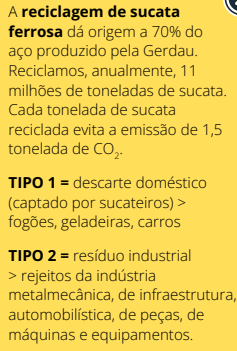 A reciclagem de sucata
ferrosa dá origem a 70% do
aço produzido pela Gerdau.
Reciclamos, anualmente, 11
milhões de toneladas de sucata.
Cada tonelada de sucata
reciclada evita a emissão de 1,5
tonelada de CO₂.
TIPO 1 = descarte doméstico
(captado por sucateiros) >
fogões, geladeiras, carros
TIPO 2 = resíduo industrial
> rejeitos da indústria
metalmecânica, de infraestrutura,
automobilística, de peças, de
máquinas e equipamentos.